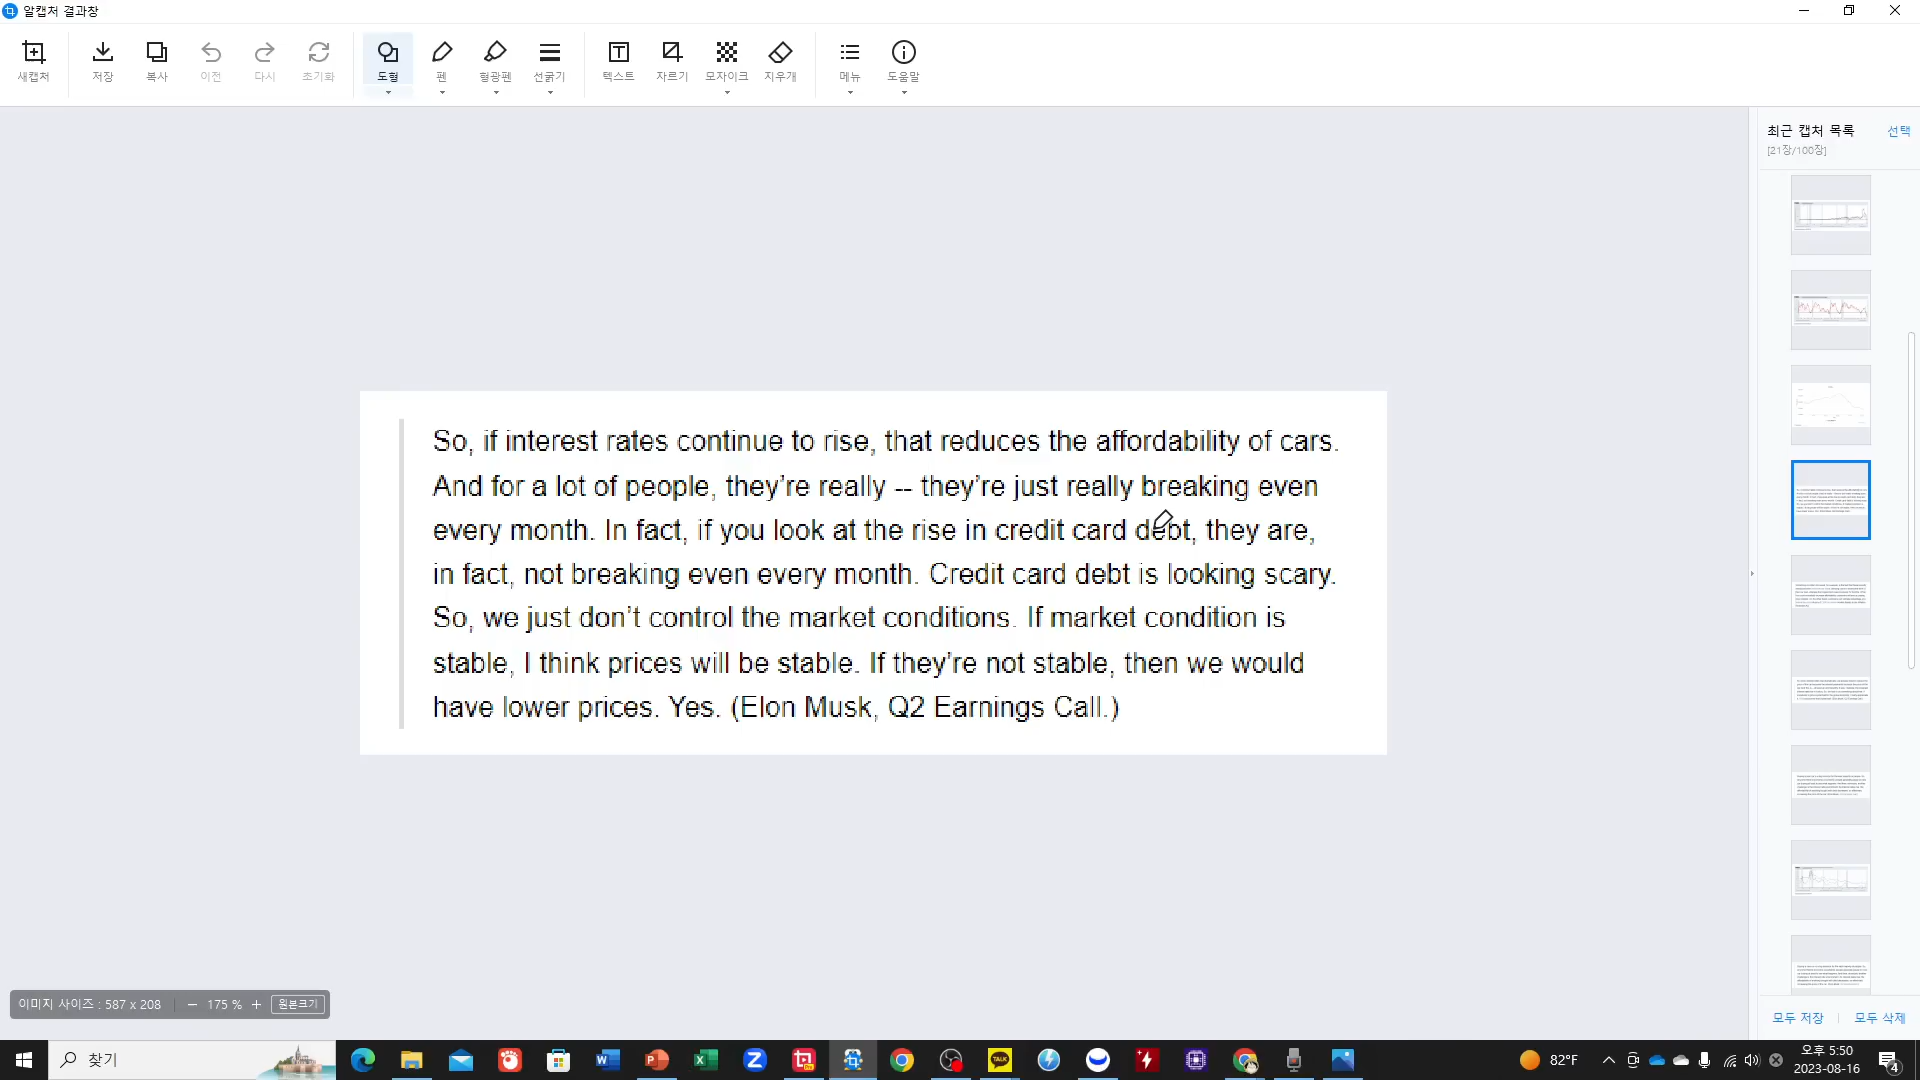 알캡처 결과창
새캡처
저장
복사
이전
다시
초기화
도형
펜
형광펜
선굵기
텍스트
자르기
모자이크
지우개
메뉴
도움말
최근 캡처 목록
선택
[21장/100장]
So, if interest rates continue to rise, that reduces the affordability of cars.
And for a lot of people, they're really -- they're just really breaking even
every month. In fact, if you look at the rise in credit card debt, they are,
in fact, not breaking even every month. Credit card debt is looking scary.
So, we just don't control the market conditions. If market condition is
stable, I think prices will be stable. If they're not stable, then we would
have lower prices. Yes. (Elon Musk, Q2 Earnings Call.)
이미지 사이즈 : 587 x 208
175 %
원본크기
모두 저장
모두 삭제
찾기
TALK
82°F
오후 5:50
2023-08-16
4